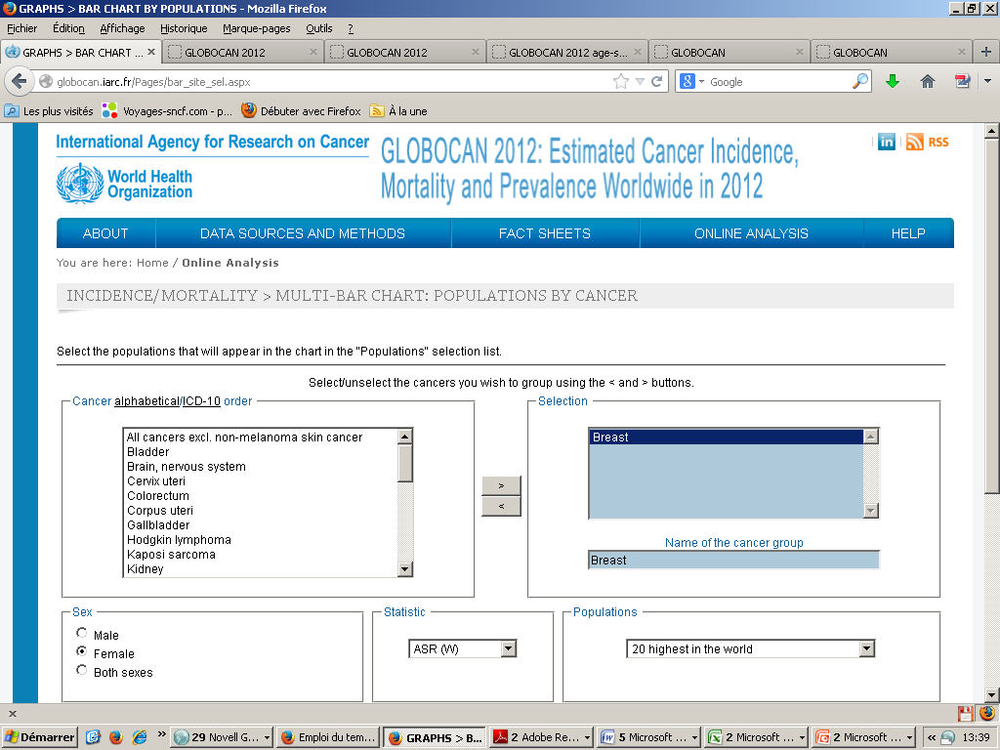 GRAPHS > BAR CHART BY POPULATIONS - Mozilla Firefox
Fichier Édition Affichage Historique Marque-pages Outils ?
GRAPHS > BAR CHART ... GLOBOCAN 2012 GLOBOCAN 2012 GLOBOCAN 2012 age-s... GLOBOCAN GLOBOCAN
globocan.iarc.fr/Pages/bar_site_sel.aspx Google
Les plus visités Voyages-sncf.com - p... Débuter avec Firefox À la une
International Agency for Research on Cancer
World Health
Organization
GLOBOCAN 2012: Estimated Cancer Incidence,
Mortality and Prevalence Worldwide in 2012
in RSS
ABOUT DATA SOURCES AND METHODS FACT SHEETS ONLINE ANALYSIS HELP
You are here: Home / Online Analysis
INCIDENCE/MORTALITY > MULTI-BAR CHART: POPULATIONS BY CANCER
Select the populations that will appear in the chart in the "Populations" selection list.
Select/unselect the cancers you wish to group using the < and > buttons.
Cancer alphabetical/ICD-10 order
All cancers excl. non-melanoma skin cancer
Bladder
Brain, nervous system
Cervix uteri
Colorectum
Corpus uteri
Gallbladder
Hodgkin lymphoma
Kaposi sarcoma
Kidney
>
<
Selection
Breast
Name of the cancer group
Breast
Sex
Male
Female
Both sexes
Statistic
ASR (W)
Populations
20 highest in the world
x
Démarrer » 29 Novell G... Emploi du tem... GRAPHS > B... 2 Adobe Re... 5 Microsoft ... 2 Microsoft ... 2 Microsoft ... « 13:39